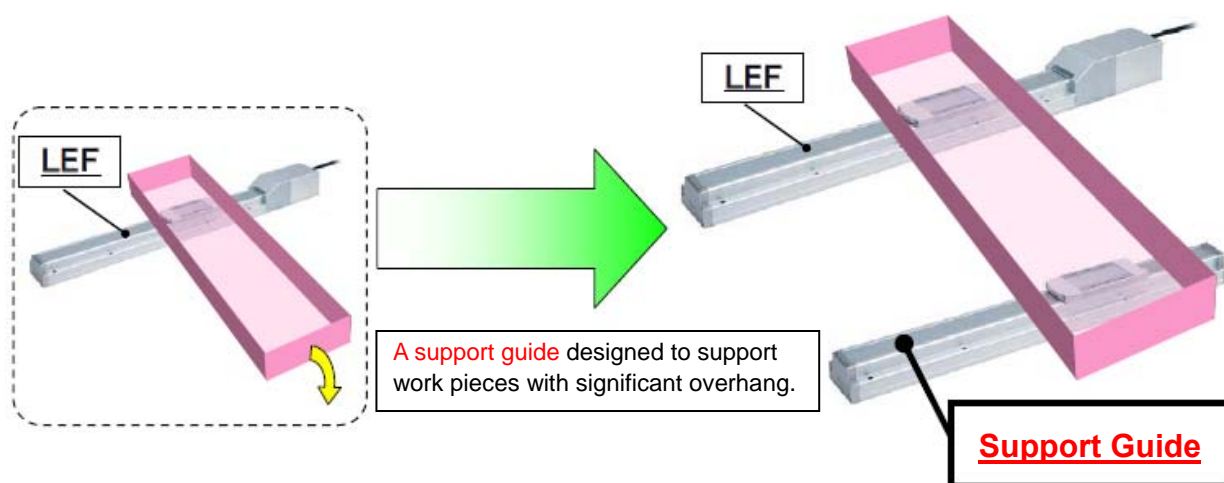 LEF
LEF
A support guide designed to support
work pieces with significant overhang.
Support Guide